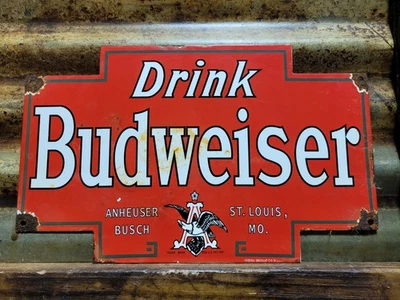 Drink
Budweiser
ANHEUSER
BUSCH
A
ST. LOUIS,
MO.